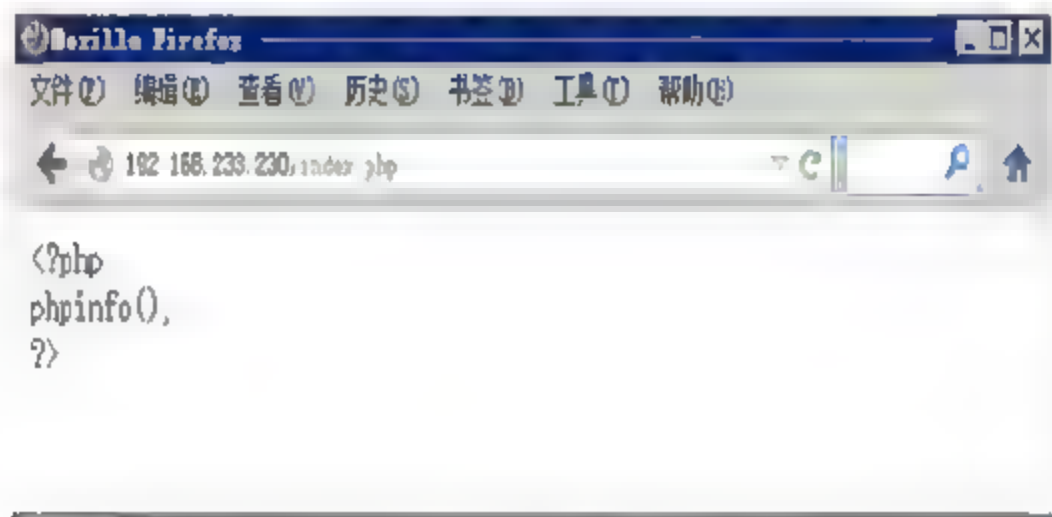 Mozilla Firefox
文件(F) 编辑(E) 查看(V) 历史(S) 书签(B) 工具(T) 帮助(H)
192.168.233.230/index.php
<?php
phpinfo();
?>